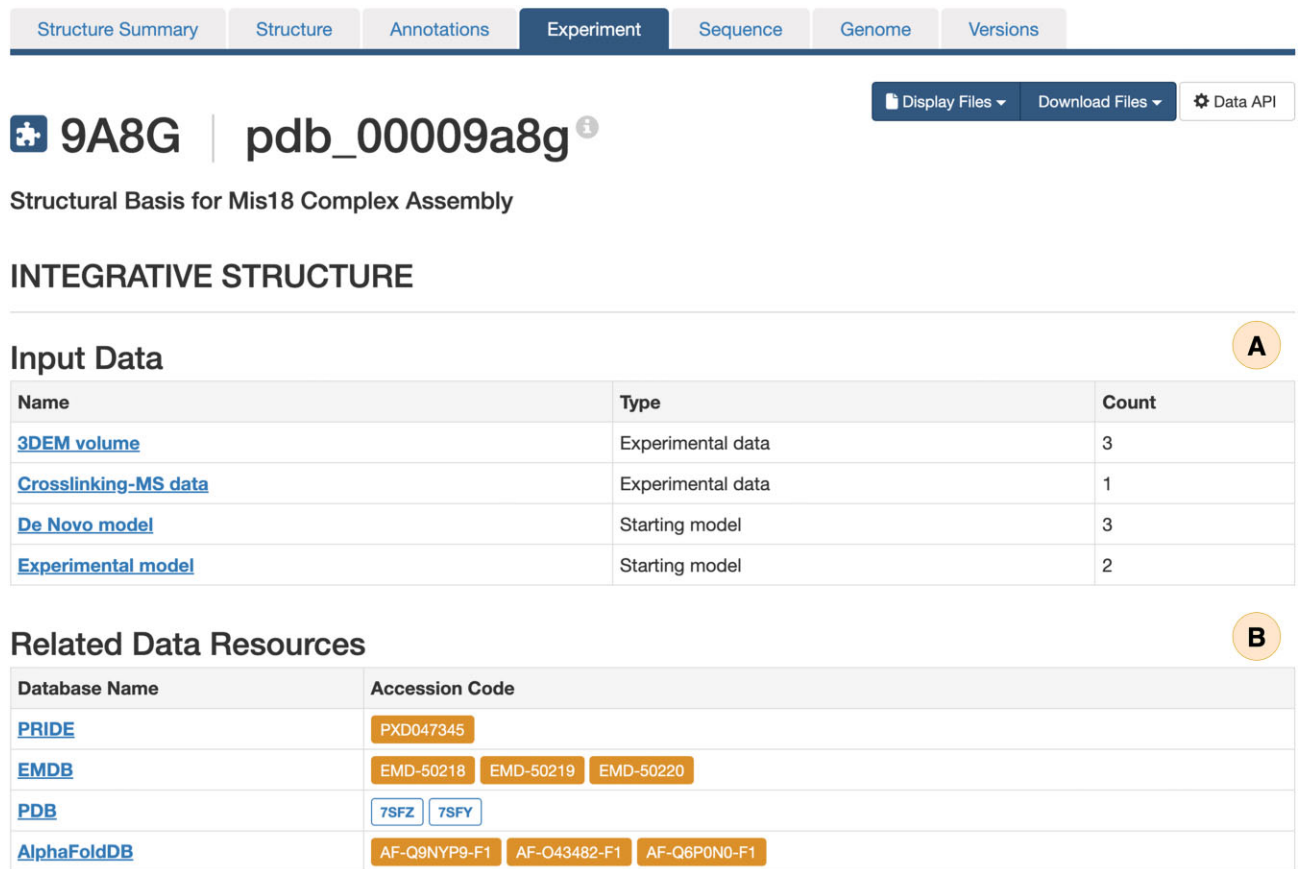 Structure Summary Structure Annotations Experiment Sequence Genome Versions
Display Files Download Files Data API
9A8G pdb_00009a8g
Structural Basis for Mis18 Complex Assembly
INTEGRATIVE STRUCTURE
A
Input Data
Name Type Count
3DEM volume Experimental data 3
Crosslinking-MS data Experimental data 1
De Novo model Starting model 3
Experimental model Starting model 2
B
Related Data Resources
Database Name Accession Code
PRIDE PXD047345
EMDB EMD-50218 EMD-50219 EMD-50220
PDB 7SFZ 7SFY
AlphaFoldDB AF-Q9NYP9-F1 AF-O43482-F1 AF-Q6P0N0-F1